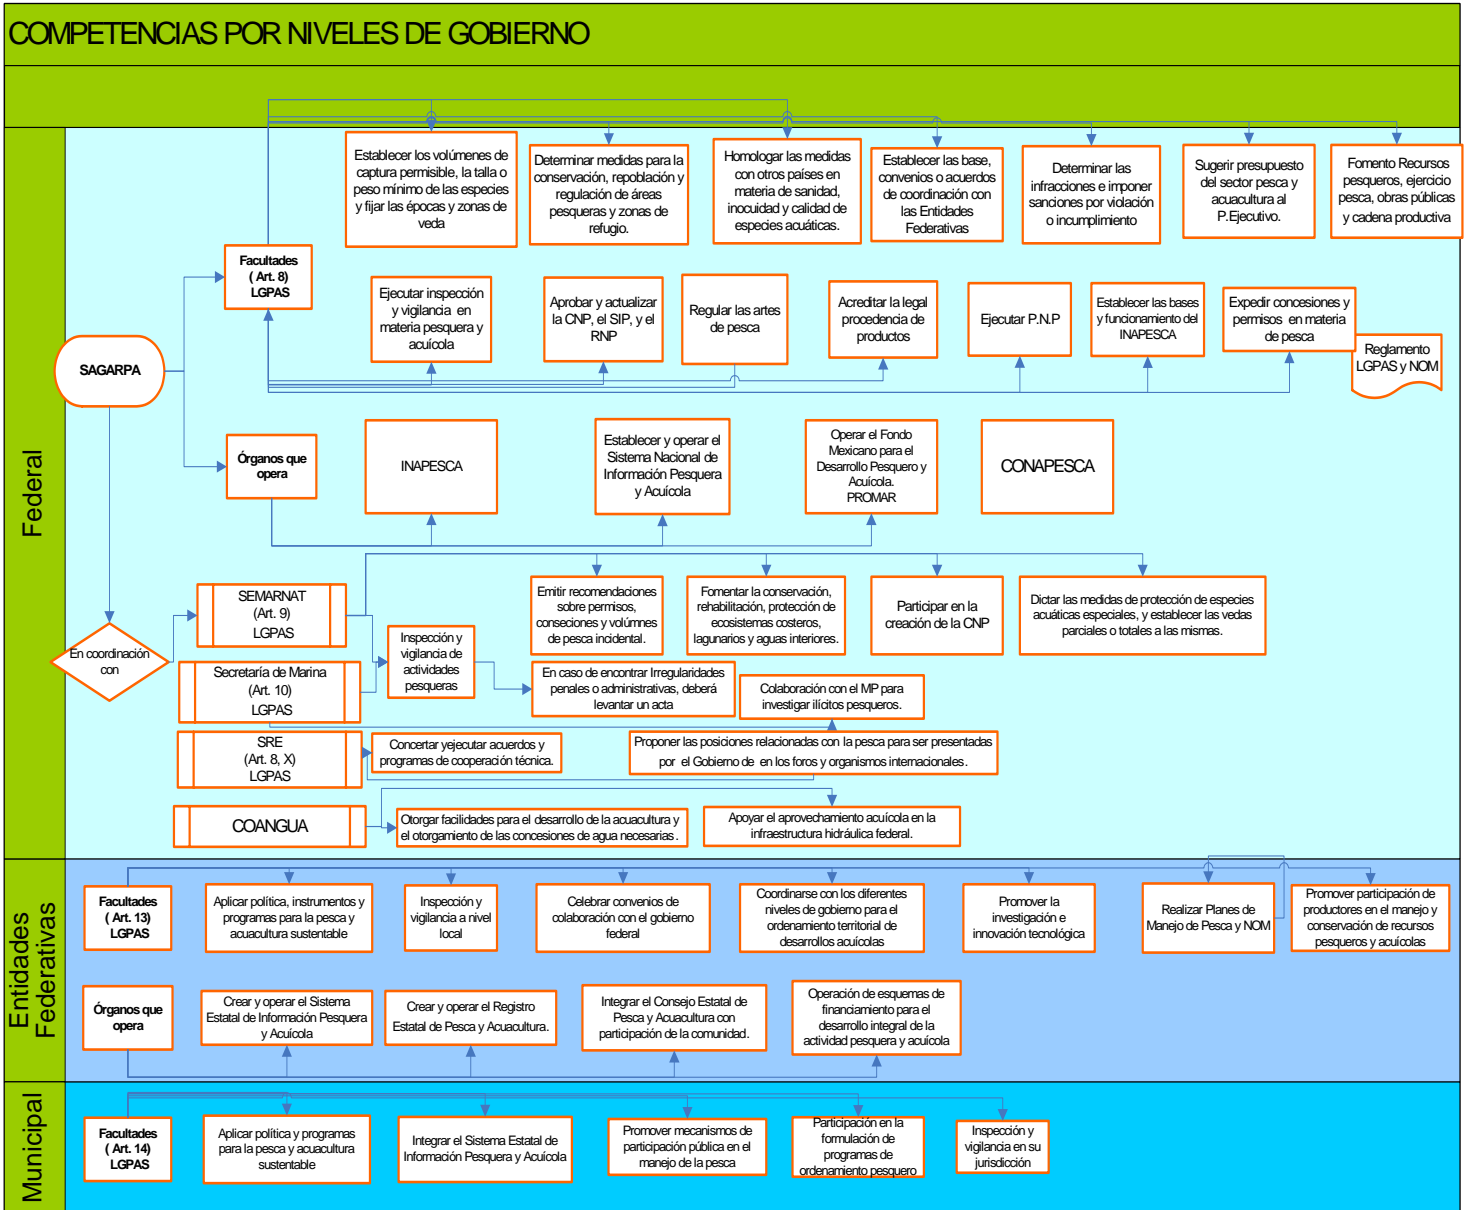 COMPETENCIAS POR NIVELES DE GOBIERNO
Federal
Establecer los volúmenes de
captura permisible, la talla o
peso mínimo de las especies
y fijar las épocas y zonas de
veda
Determinar medidas para la
conservación, repoblación y
regulación de áreas
pesqueras y zonas de
refugio.
Homologar las medidas
con otros países en
materia de sanidad,
inocuidad y calidad de
especies acuáticas.
Establecer las base,
convenios o acuerdos
de coordinación con
las Entidades
Federativas
Determinar las
infracciones e imponer
sanciones por violación
o incumplimiento
Sugerir presupuesto
del sector pesca y
acuacultura al
P.Ejecutivo.
Fomento Recursos
pesqueros, ejercicio
pesca, obras públicas
y cadena productiva
Facultades
( Art. 8)
LGPAS
Ejecutar inspección
y vigilancia en
materia pesquera y
acuícola
Aprobar y actualizar
la CNP, el SIP, y el
RNP
Regular las artes
de pesca
Acreditar la legal
procedencia de
productos
Ejecutar P.N.P
Establecer las bases
y funcionamiento del
INAPESCA
Expedir concesiones y
permisos en materia
de pesca
Reglamento
LGPAS y NOM
SAGARPA
Órganos que
opera
INAPESCA
Establecer y operar el
Sistema Nacional de
Información Pesquera
y Acuícola
Operar el Fondo
Mexicano para el
Desarrollo Pesquero y
Acuícola.
PROMAR
CONAPESCA
En coordinación
con
SEMARNAT
(Art. 9)
LGPAS
Inspección y
vigilancia de
actividades
pesqueras
Emitir recomendaciones
sobre permisos,
conseciones y volúmnes
de pesca incidental.
Fomentar la conservación,
rehabilitación, protección de
ecosistemas costeros,
lagunarios y aguas interiores.
Participar en la
creación de la CNP
Dictar las medidas de protección de especies
acuáticas especiales, y establecer las vedas
parciales o totales a las mismas.
Secretaría de Marina
(Art. 10)
LGPAS
En caso de encontrar Irregularidades
penales o administrativas, deberá
levantar un acta
Colaboración con el MP para
investigar ilícitos pesqueros.
SRE
(Art. 8, X)
LGPAS
Concertar yejecutar acuerdos y
programas de cooperación técnica.
Proponer las posiciones relacionadas con la pesca para ser presentadas
por el Gobierno de en los foros y organismos internacionales.
COANGUA
Otorgar facilidades para el desarrollo de la acuacultura y
el otorgamiento de las concesiones de agua necesarias.
Apoyar el aprovechamiento acuícola en la
infraestructura hidráulica federal.
Entidades
Federativas
Facultades
( Art. 13)
LGPAS
Aplicar política, instrumentos y
programas para la pesca y
acuacultura sustentable
Inspección y
vigilancia a nivel
local
Celebrar convenios de
colaboración con el gobierno
federal
Coordinarse con los diferentes
niveles de gobierno para el
ordenamiento territorial de
desarrollos acuícolas
Promover la
investigación e
innovación tecnológica
Realizar Planes de
Manejo de Pesca y NOM
Promover participación de
productores en el manejo y
conservación de recursos
pesqueros y acuícolas
Órganos que
opera
Crear y operar el Sistema
Estatal de Información Pesquera
y Acuícola
Crear y operar el Registro
Estatal de Pesca y Acuacultura.
Integrar el Consejo Estatal de
Pesca y Acuacultura con
participación de la comunidad.
Operación de esquemas de
financiamiento para el
desarrollo integral de la
actividad pesquera y acuícola
Municipal
Facultades
( Art. 14)
LGPAS
Aplicar política y programas
para la pesca y acuacultura
sustentable
Integrar el Sistema Estatal de
Información Pesquera y Acuícola
Promover mecanismos de
participación pública en el
manejo de la pesca
Participación en la
formulación de
programas de
ordenamiento pesquero
Inspección y
vigilancia en su
jurisdicción